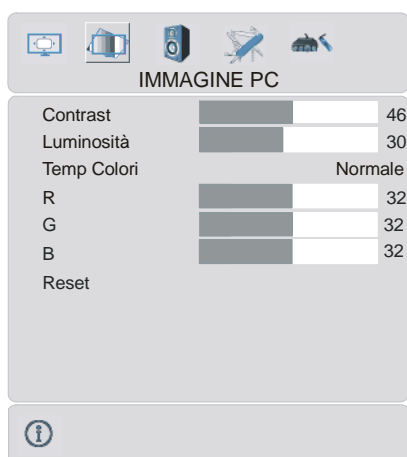 IMMAGINE PC
Contrast 46
Luminosità 30
Temp Colori Normale
R 32
G 32
B 32
Reset